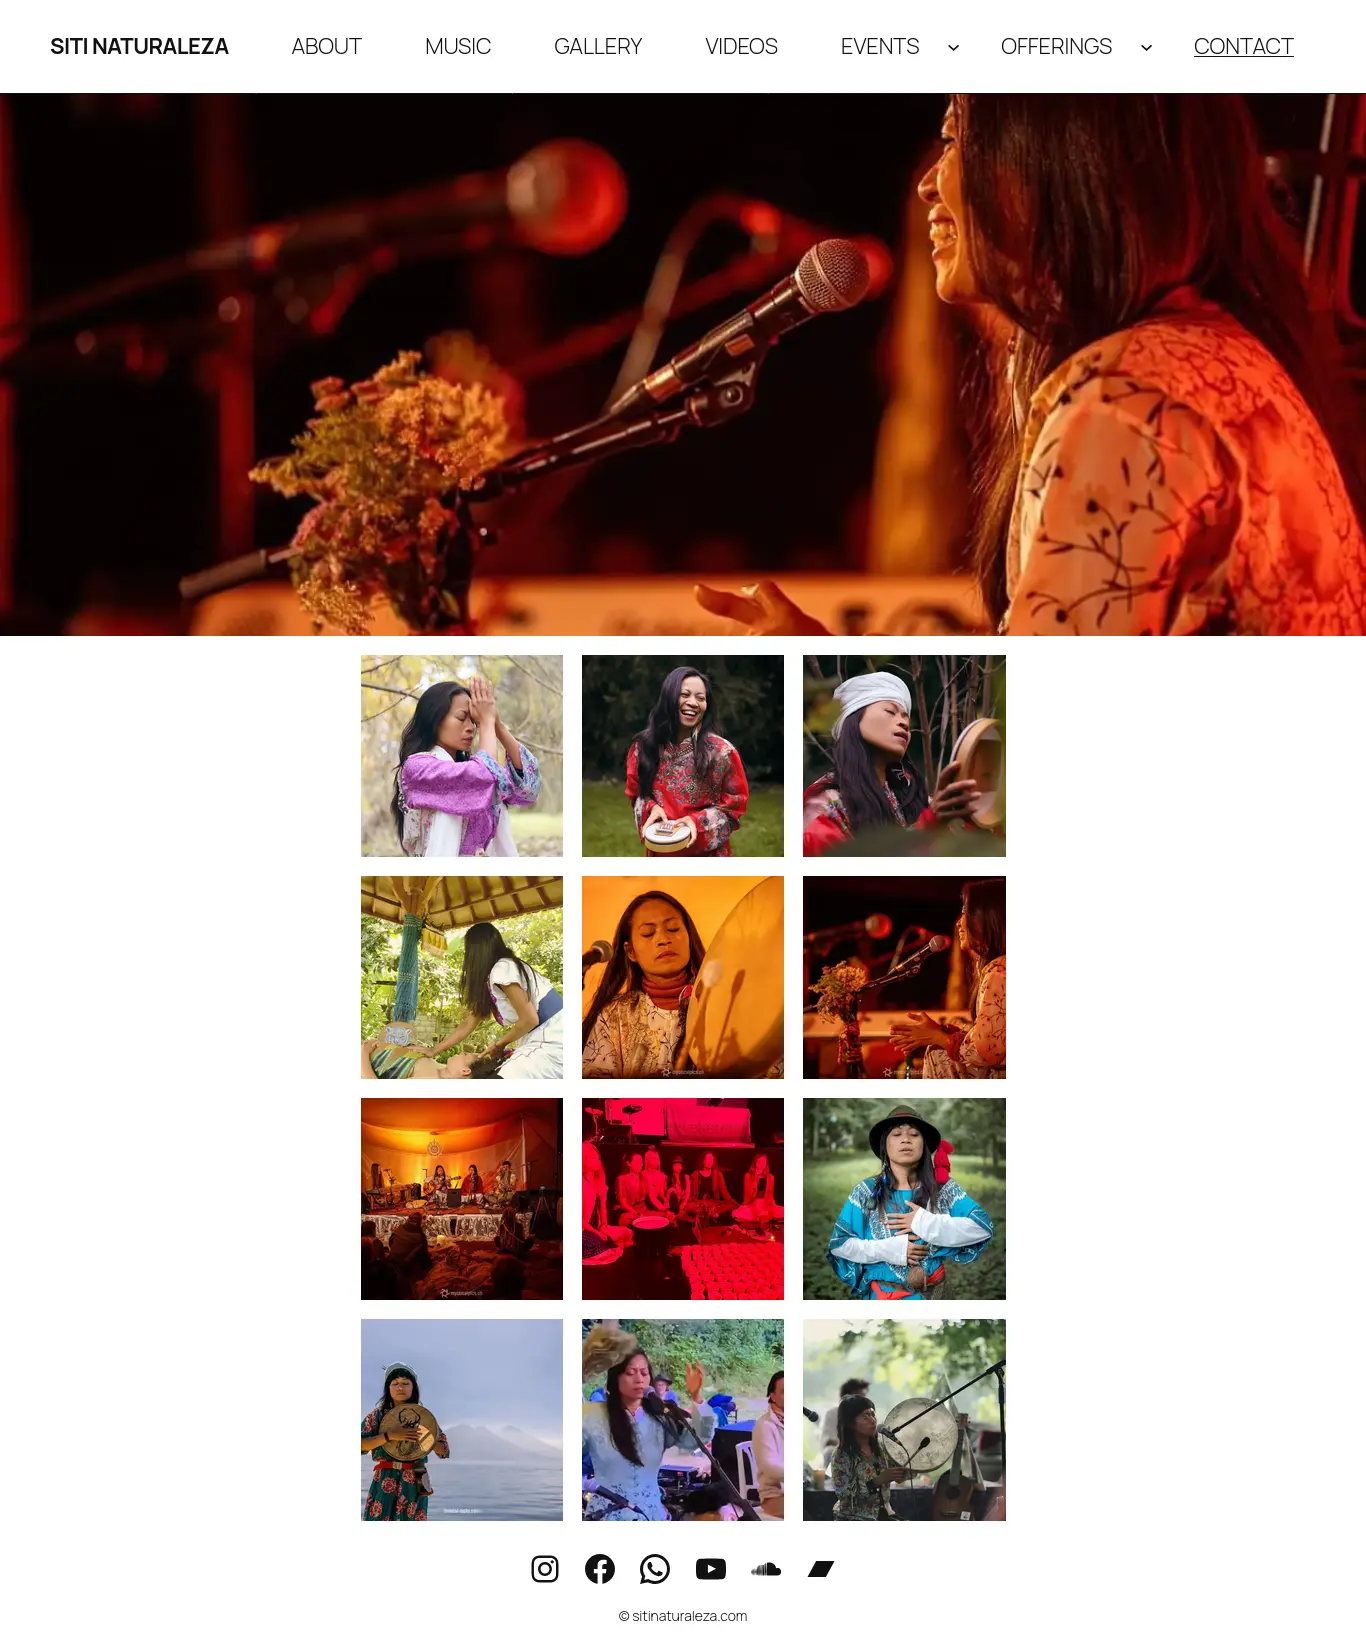 SITI NATURALEZA ABOUT MUSIC GALLERY VIDEOS EVENTS OFFERINGS CONTACT
© sitinaturaleza.com